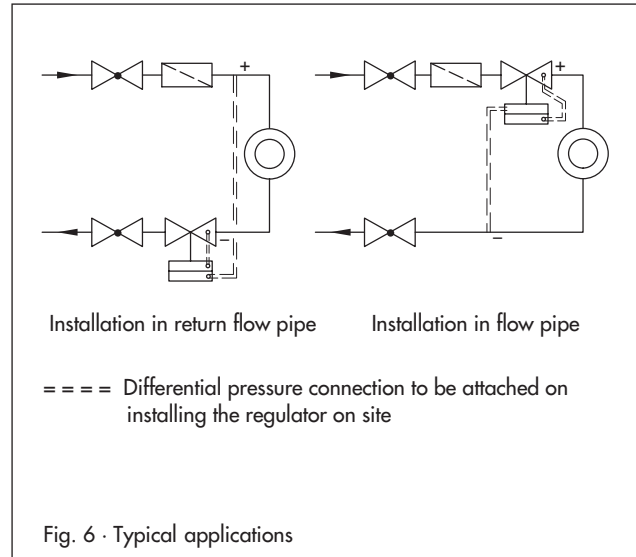 +
–
Installation in return flow pipe
+
–
Installation in flow pipe
= = = = Differential pressure connection to be attached on
installing the regulator on site
Fig. 6 · Typical applications